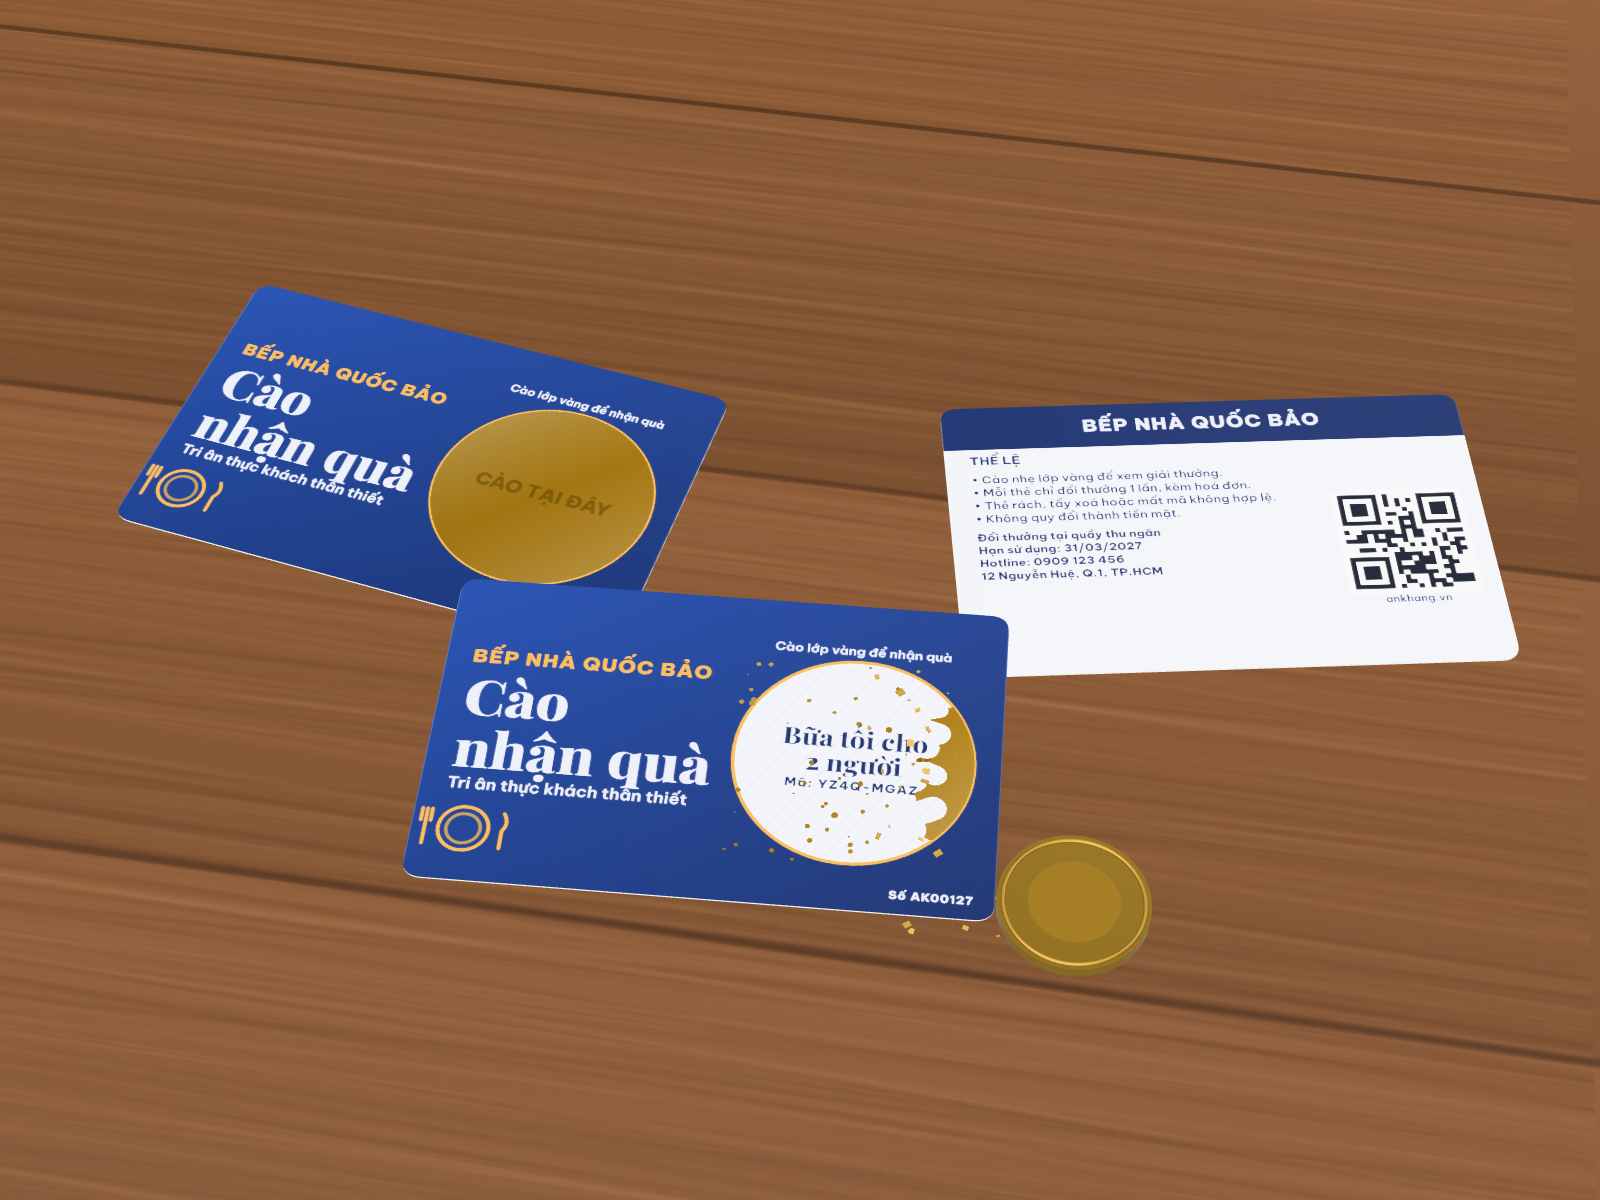 BẾP NHÀ QUỐC BẢO
Cào
nhận quà
Tri ân thực khách thân thiết
Cào lớp vàng để nhận quà
CÀO TẠI ĐÂY
BẾP NHÀ QUỐC BẢO
THỂ LỆ
• Cào nhẹ lớp vàng để xem giải thưởng.
• Mỗi thẻ chỉ đổi thưởng 1 lần, kèm hoá đơn.
• Thẻ rách, tẩy xoá hoặc mất mã không hợp lệ.
• Không quy đổi thành tiền mặt.
Đổi thưởng tại quầy thu ngân
Hạn sử dụng: 31/03/2027
Hotline: 0909 123 456
12 Nguyễn Huệ, Q.1, TP.HCM
ankhang.vn
BẾP NHÀ QUỐC BẢO
Cào
nhận quà
Tri ân thực khách thân thiết
Cào lớp vàng để nhận quà
Bữa tối cho
2 người
Mã: YZ4Q-MGAZ
Số AK00127